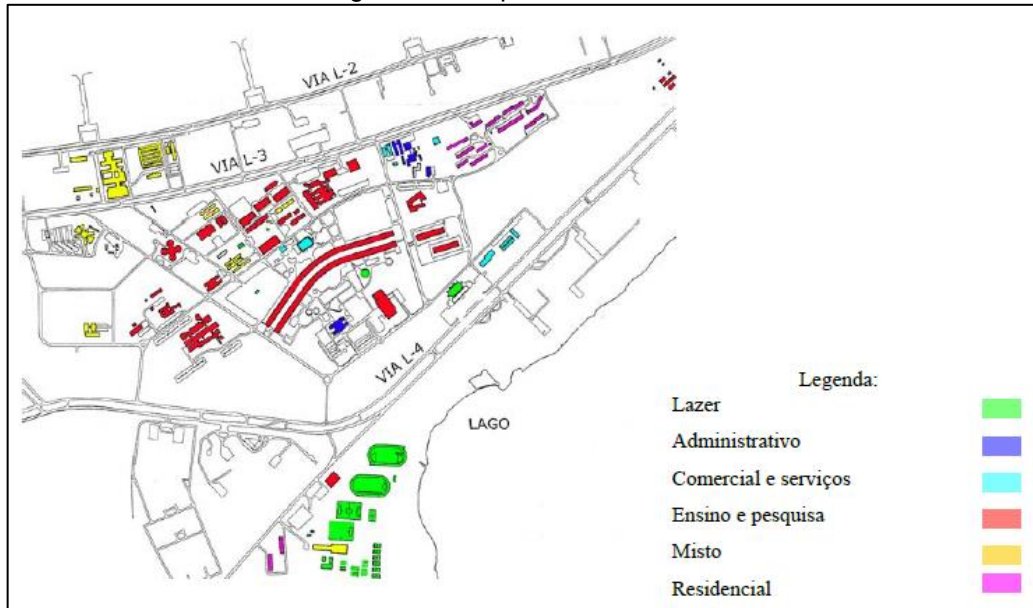 VIA L-2
VIA L-3
VIA L-4
LAGO
Legenda:
Lazer
Administrativo
Comercial e serviços
Ensino e pesquisa
Misto
Residencial